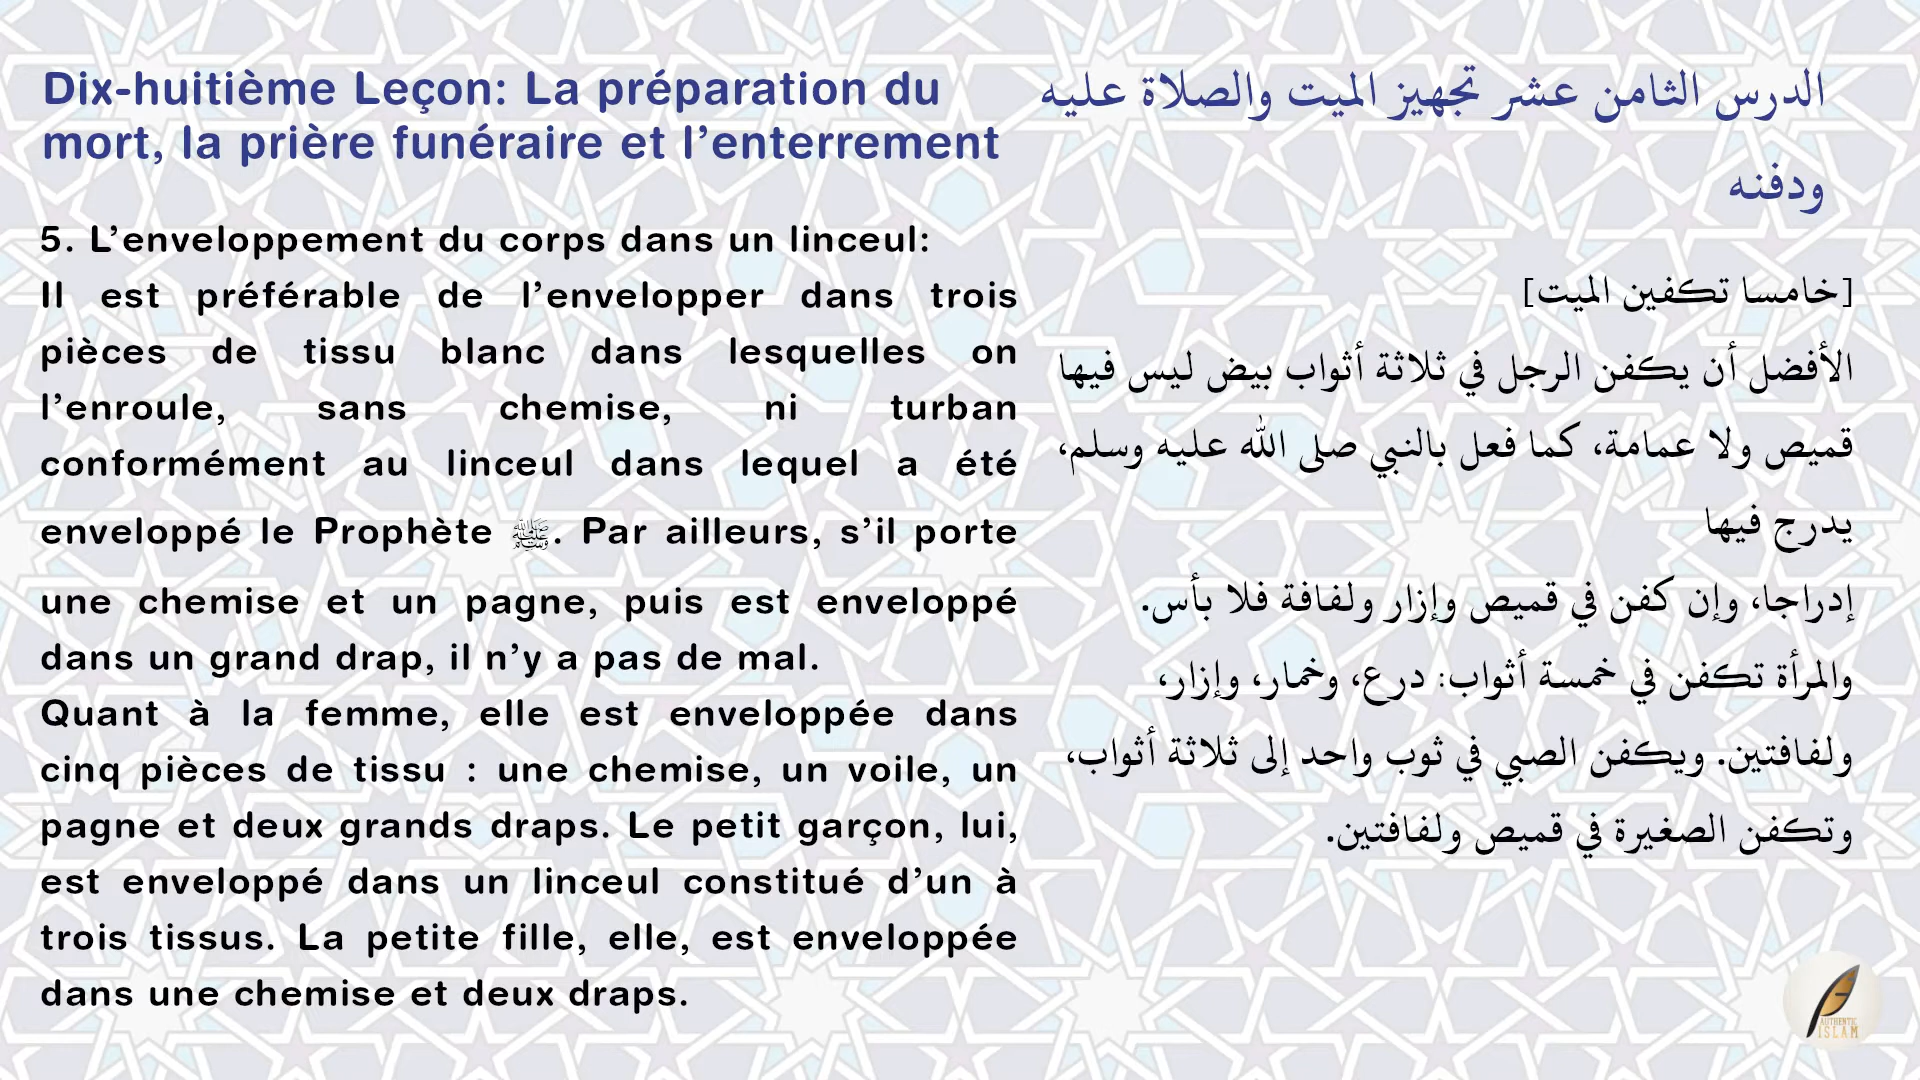 Dix-huitième Leçon: La préparation du
mort, la prière funéraire et l’enterrement
5. L’enveloppement du corps dans un linceul:
Il est préférable de l’envelopper dans trois
pièces de tissu blanc dans lesquelles on
l’enroule, sans chemise, ni turban
conformément au linceul dans lequel a été
enveloppé le Prophète ﷺ. Par ailleurs, s’il porte
une chemise et un pagne, puis est enveloppé
dans un grand drap, il n’y a pas de mal.
Quant à la femme, elle est enveloppée dans
cinq pièces de tissu : une chemise, un voile, un
pagne et deux grands draps. Le petit garçon, lui,
est enveloppé dans un linceul constitué d’un à
trois tissus. La petite fille, elle, est enveloppée
dans une chemise et deux draps.
الدرس الثامن عشر تجهيز الميت والصلاة عليه
ودفنه
[خامسا تكفين الميت]
الأفضل أن يكفن الرجل في ثلاثة أثواب بيض ليس فيها
قميص ولا عمامة، كما فعل بالنبي صلى الله عليه وسلم،
يدرج فيها
إدراجا، وإن كفن في قميص وإزار ولفافة فلا بأس.
والمرأة تكفن في خمسة أثواب: درع، وخمار، وإزار،
ولفافتين. ويكفن الصبي في ثوب واحد إلى ثلاثة أثواب،
وتكفن الصغيرة في قميص ولفافتين.
AUTHENTIC
ISLAM